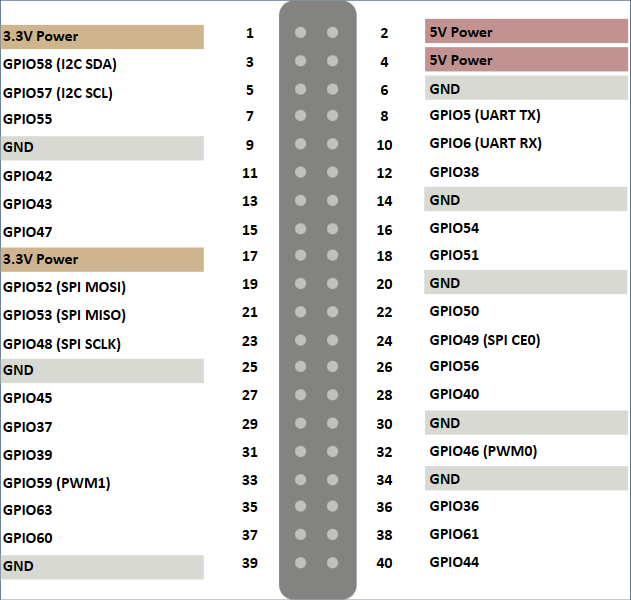 3.3V Power 1 2 5V Power
GPIO58 (I2C SDA) 3 4 5V Power
GPIO57 (I2C SCL) 5 6 GND
GPIO55 7 8 GPIO5 (UART TX)
GND 9 10 GPIO6 (UART RX)
GPIO42 11 12 GPIO38
GPIO43 13 14 GND
GPIO47 15 16 GPIO54
3.3V Power 17 18 GPIO51
GPIO52 (SPI MOSI) 19 20 GND
GPIO53 (SPI MISO) 21 22 GPIO50
GPIO48 (SPI SCLK) 23 24 GPIO49 (SPI CE0)
GND 25 26 GPIO56
GPIO45 27 28 GPIO40
GPIO37 29 30 GND
GPIO39 31 32 GPIO46 (PWM0)
GPIO59 (PWM1) 33 34 GND
GPIO63 35 36 GPIO36
GPIO60 37 38 GPIO61
GND 39 40 GPIO44